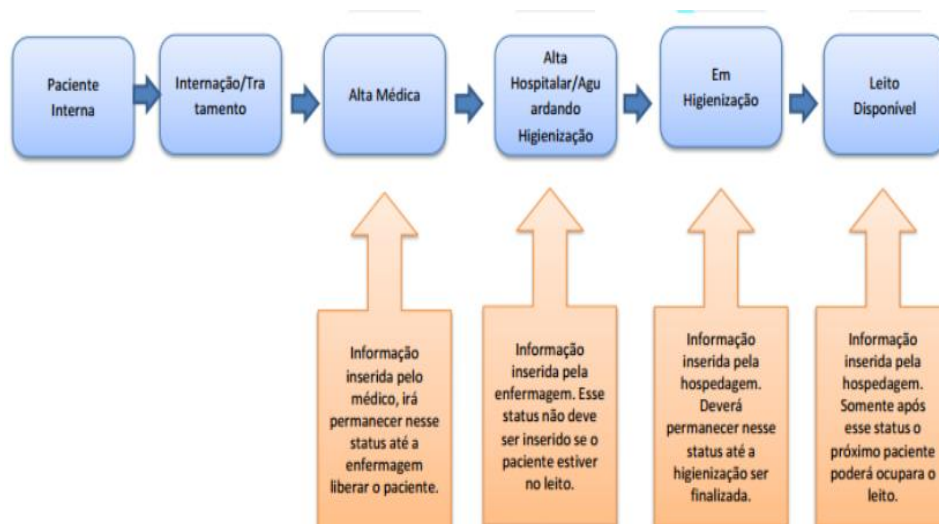 Paciente
Interna
Internação/Tra
tamento
Alta Médica
Alta
Hospitalar/Agu
ardando
Higienização
Em
Higienização
Leito
Disponível
Informação
inserida pelo
médico, irá
permanecer nesse
status até a
enfermagem
liberar o paciente.
Informação
inserida pela
enfermagem. Esse
status não deve
ser inserido se o
paciente estiver
no leito.
Informação
inserida pela
hospedagem.
Deverá
permanecer nesse
status até a
higienização ser
finalizada.
Informação
inserida pela
hospedagem.
Somente após
esse status o
próximo paciente
poderá ocupara o
leito.